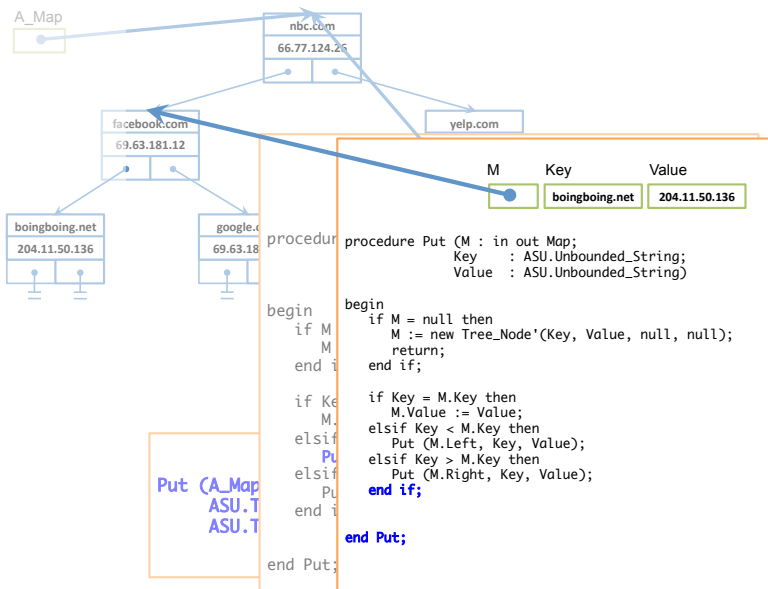 A_Map
nbc.com
66.77.124.26
facebook.com
69.63.181.12
yelp.com
boingboing.net
204.11.50.136
google.c
69.63.18
M Key Value
boingboing.net 204.11.50.136
procedur
begin
if M
M
end i
if Ke
M.
elsif
Pu
elsif
Pu
end i
end Put;
Put (A_Map
ASU.T
ASU.T
procedure Put (M : in out Map;
Key : ASU.Unbounded_String;
Value : ASU.Unbounded_String)
begin
if M = null then
M := new Tree_Node'(Key, Value, null, null);
return;
end if;
if Key = M.Key then
M.Value := Value;
elsif Key < M.Key then
Put (M.Left, Key, Value);
elsif Key > M.Key then
Put (M.Right, Key, Value);
end if;
end Put;